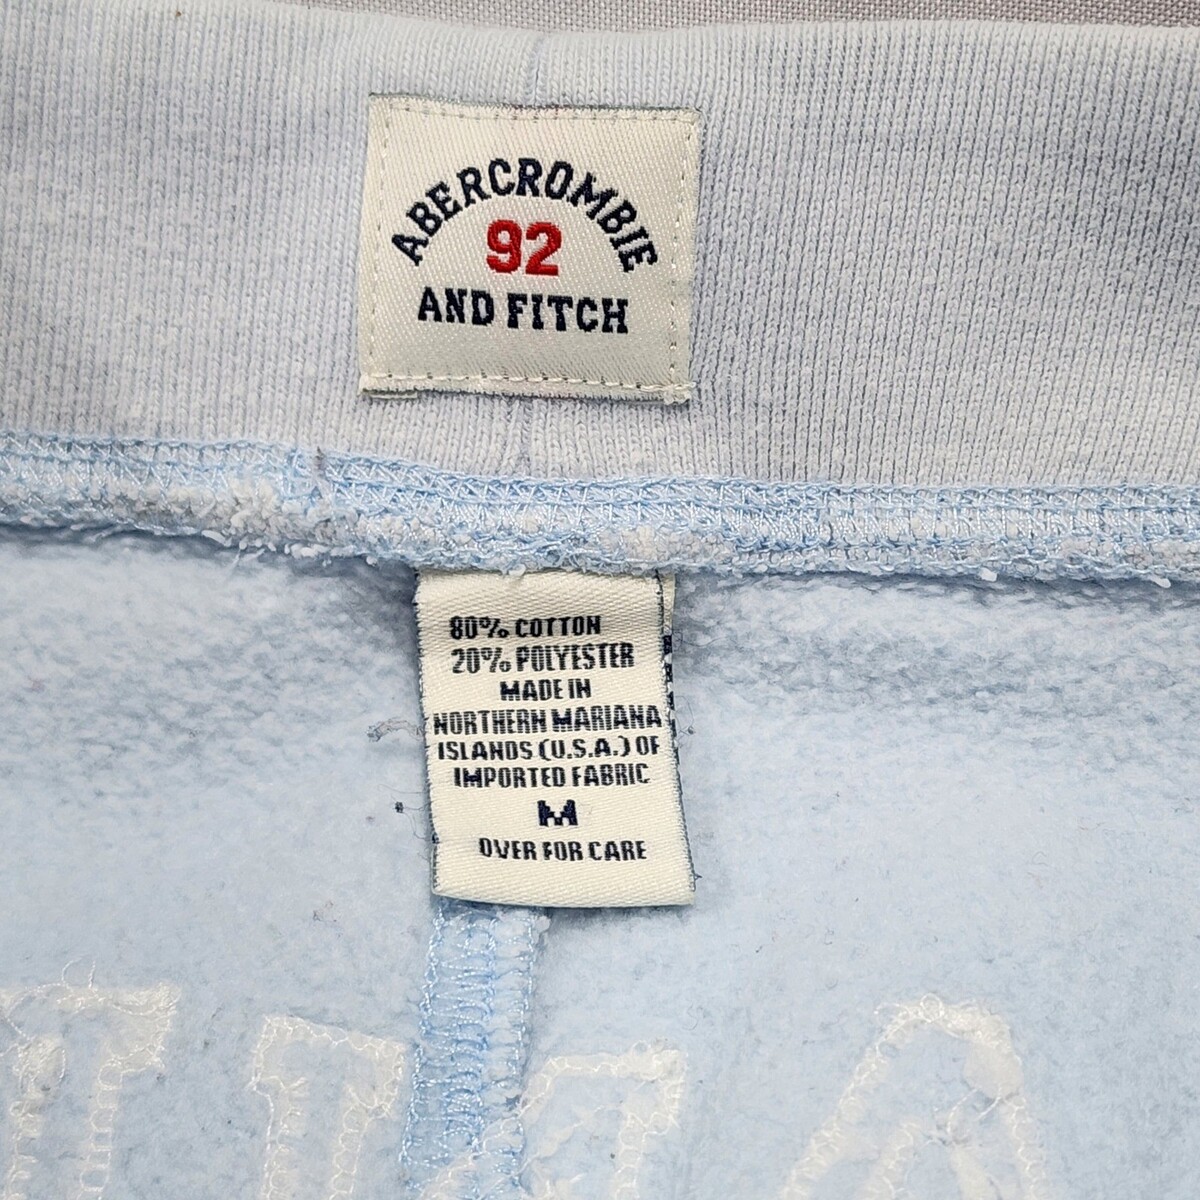 ABERCROMBIE
92
AND FITCH
80% COTTON
20% POLYESTER
MADE IN
NORTHERN MARIANA
ISLANDS (U.S.A.) OF
IMPORTED FABRIC
M
OVER FOR CARE